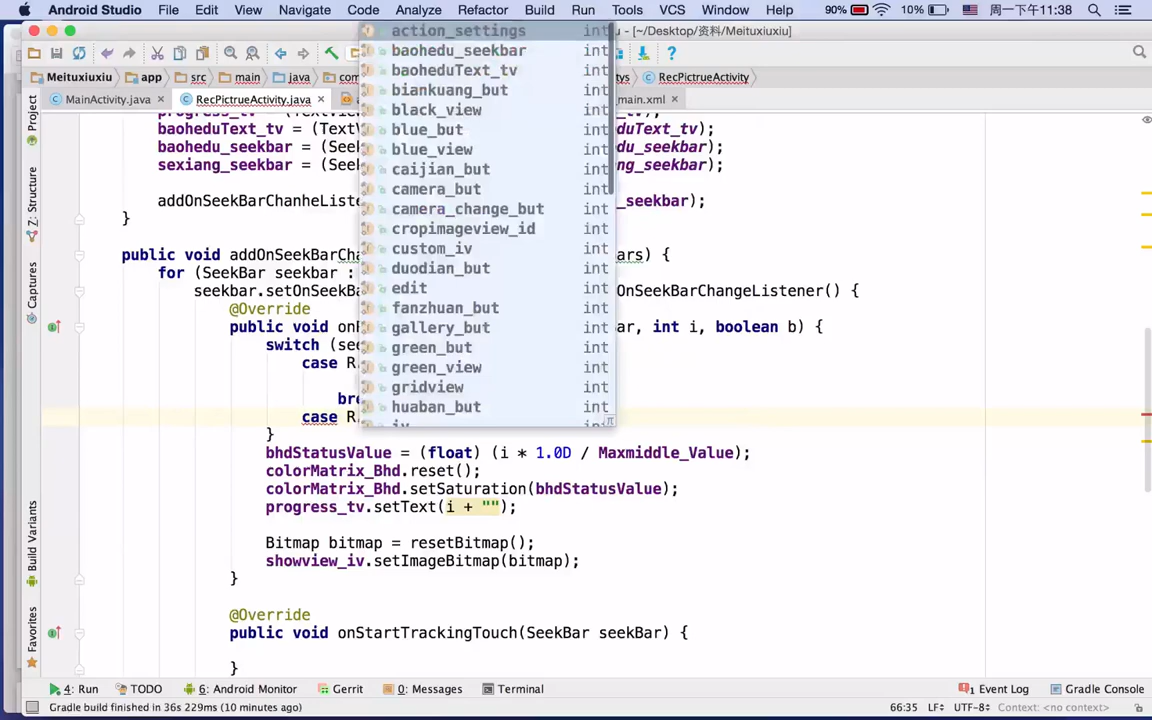 Android Studio File Edit View Navigate Code Analyze Refactor Build Run Tools VCS Window Help 90% 10% 周一下午11:38
[~/Desktop/资料/Meituxiuxiu]
Meituxiuxiu app src main java com RecPictrueActivity
MainActivity.java RecPictrueActivity.java _main.xml
action_settings int
baohedu_seekbar int
baoheduText_tv int
biankuang_but int
black_view int
blue_but int
blue_view int
caijian_but int
camera_but int
camera_change_but int
cropimageview_id int
custom_iv int
duodian_but int
edit int
fanzhuan_but int
gallery_but int
green_but int
green_view int
gridview int
huaban_but int
baoheduText_tv = (Text duText_tv);
baohedu_seekbar = (See du_seekbar);
sexiang_seekbar = (See ng_seekbar);
addOnSeekBarChanheListe _seekbar);
}
public void addOnSeekBarCha ars) {
for (SeekBar seekbar :
seekbar.setOnSeekBa OnSeekBarChangeListener() {
@Override
public void on ar, int i, boolean b) {
switch (see
case R.
bre
case R.
}
bhdStatusValue = (float) (i * 1.0D / Maxmiddle_Value);
colorMatrix_Bhd.reset();
colorMatrix_Bhd.setSaturation(bhdStatusValue);
progress_tv.setText(i + "");
Bitmap bitmap = resetBitmap();
showview_iv.setImageBitmap(bitmap);
}
@Override
public void onStartTrackingTouch(SeekBar seekBar) {
}
Project
Z: Structure
Captures
Build Variants
Favorites
4: Run TODO 6: Android Monitor Gerrit 0: Messages Terminal 1 Event Log Gradle Console
Gradle build finished in 36s 229ms (10 minutes ago) 66:35 LF UTF-8 Context: <no context>